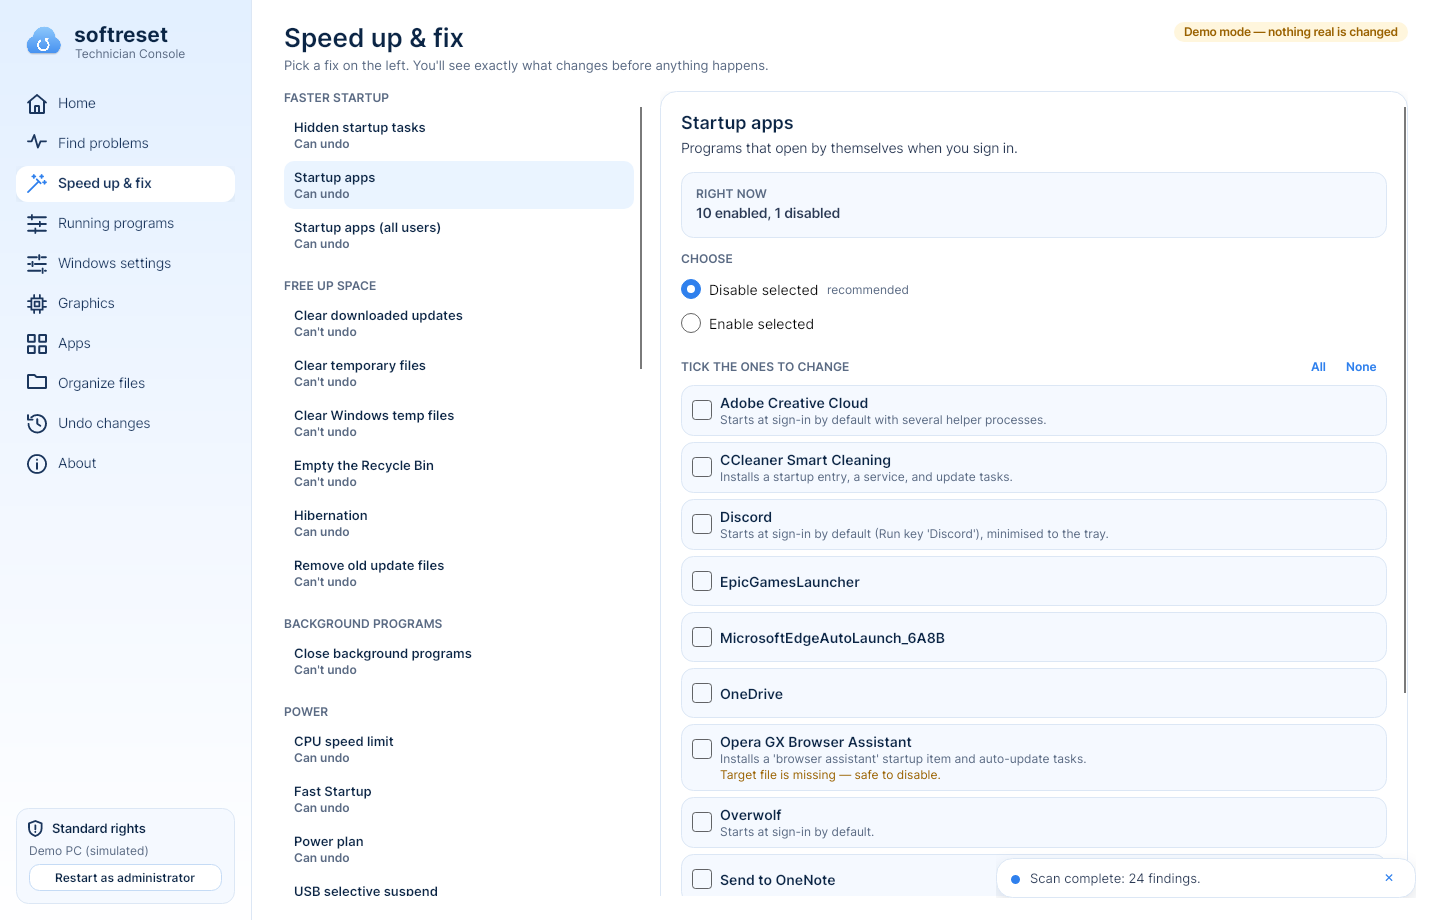 softreset
Technician Console
Home
Find problems
Speed up & fix
Running programs
Windows settings
Graphics
Apps
Organize files
Undo changes
About
Standard rights
Demo PC (simulated)
Restart as administrator
Speed up & fix
Pick a fix on the left. You'll see exactly what changes before anything happens.
Demo mode — nothing real is changed
FASTER STARTUP
Hidden startup tasks
Can undo
Startup apps
Can undo
Startup apps (all users)
Can undo
FREE UP SPACE
Clear downloaded updates
Can't undo
Clear temporary files
Can't undo
Clear Windows temp files
Can't undo
Empty the Recycle Bin
Can't undo
Hibernation
Can undo
Remove old update files
Can't undo
BACKGROUND PROGRAMS
Close background programs
Can't undo
POWER
CPU speed limit
Can undo
Fast Startup
Can undo
Power plan
Can undo
USB selective suspend
Startup apps
Programs that open by themselves when you sign in.
RIGHT NOW
10 enabled, 1 disabled
CHOOSE
Disable selected recommended
Enable selected
TICK THE ONES TO CHANGE All None
Adobe Creative Cloud
Starts at sign-in by default with several helper processes.
CCleaner Smart Cleaning
Installs a startup entry, a service, and update tasks.
Discord
Starts at sign-in by default (Run key 'Discord'), minimised to the tray.
EpicGamesLauncher
MicrosoftEdgeAutoLaunch_6A8B
OneDrive
Opera GX Browser Assistant
Installs a 'browser assistant' startup item and auto-update tasks.
Target file is missing — safe to disable.
Overwolf
Starts at sign-in by default.
Send to OneNote
Scan complete: 24 findings.